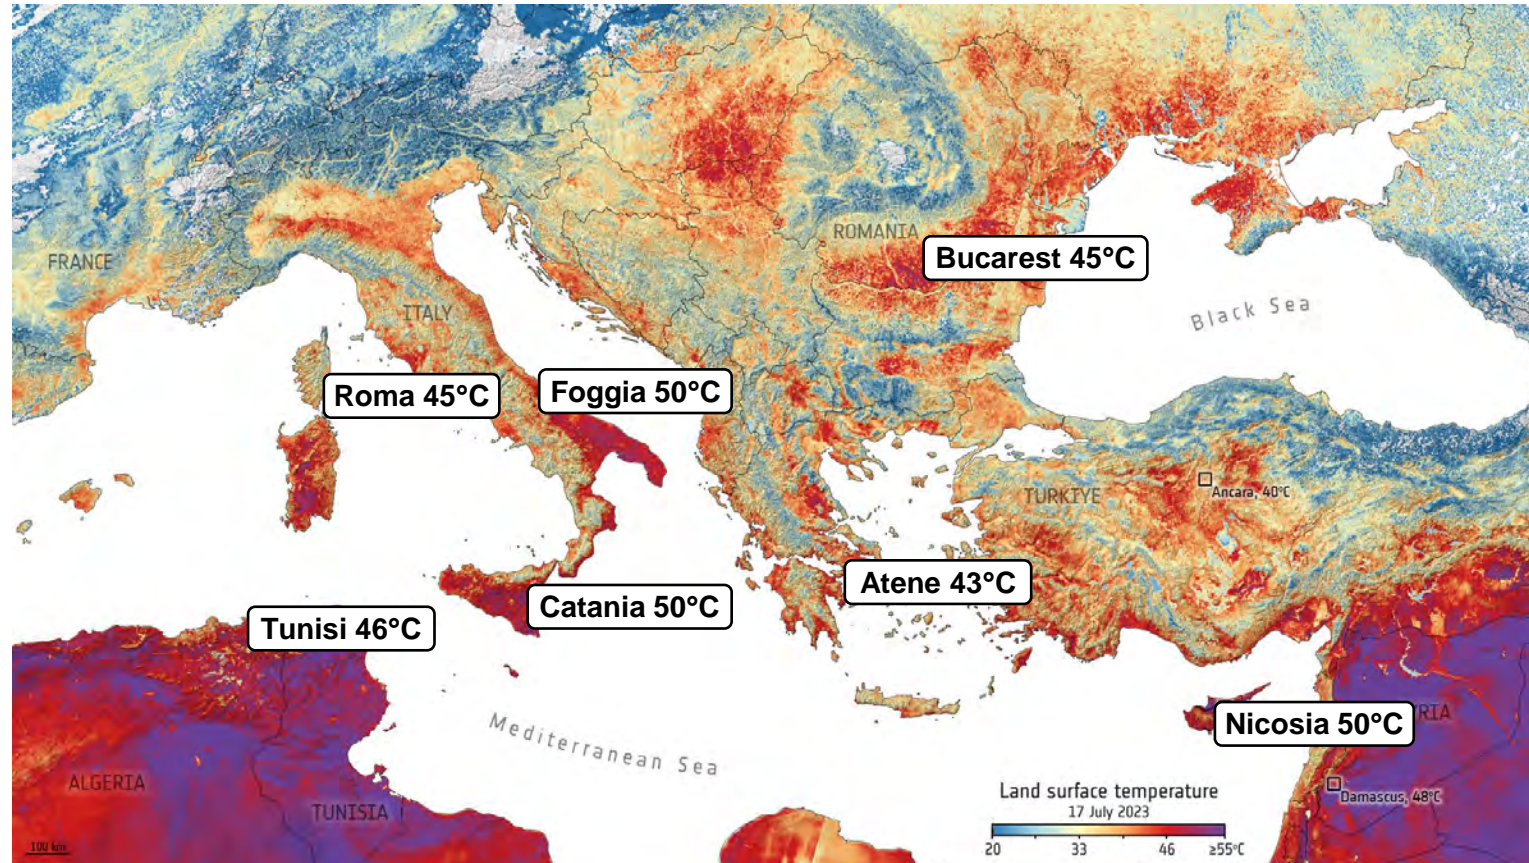 FRANCE
ROMANIA
Bucarest 45°C
ITALY
Black Sea
Roma 45°C
Foggia 50°C
TÜRKIYE
Ancara, 40°C
Atene 43°C
Catania 50°C
Tunisi 46°C
Nicosia 50°C
YRIA
Mediterranean Sea
ALGERIA
TUNISIA
Damascus, 48°C
Land surface temperature
17 July 2023
20 33 46 ≥55°C
100 km